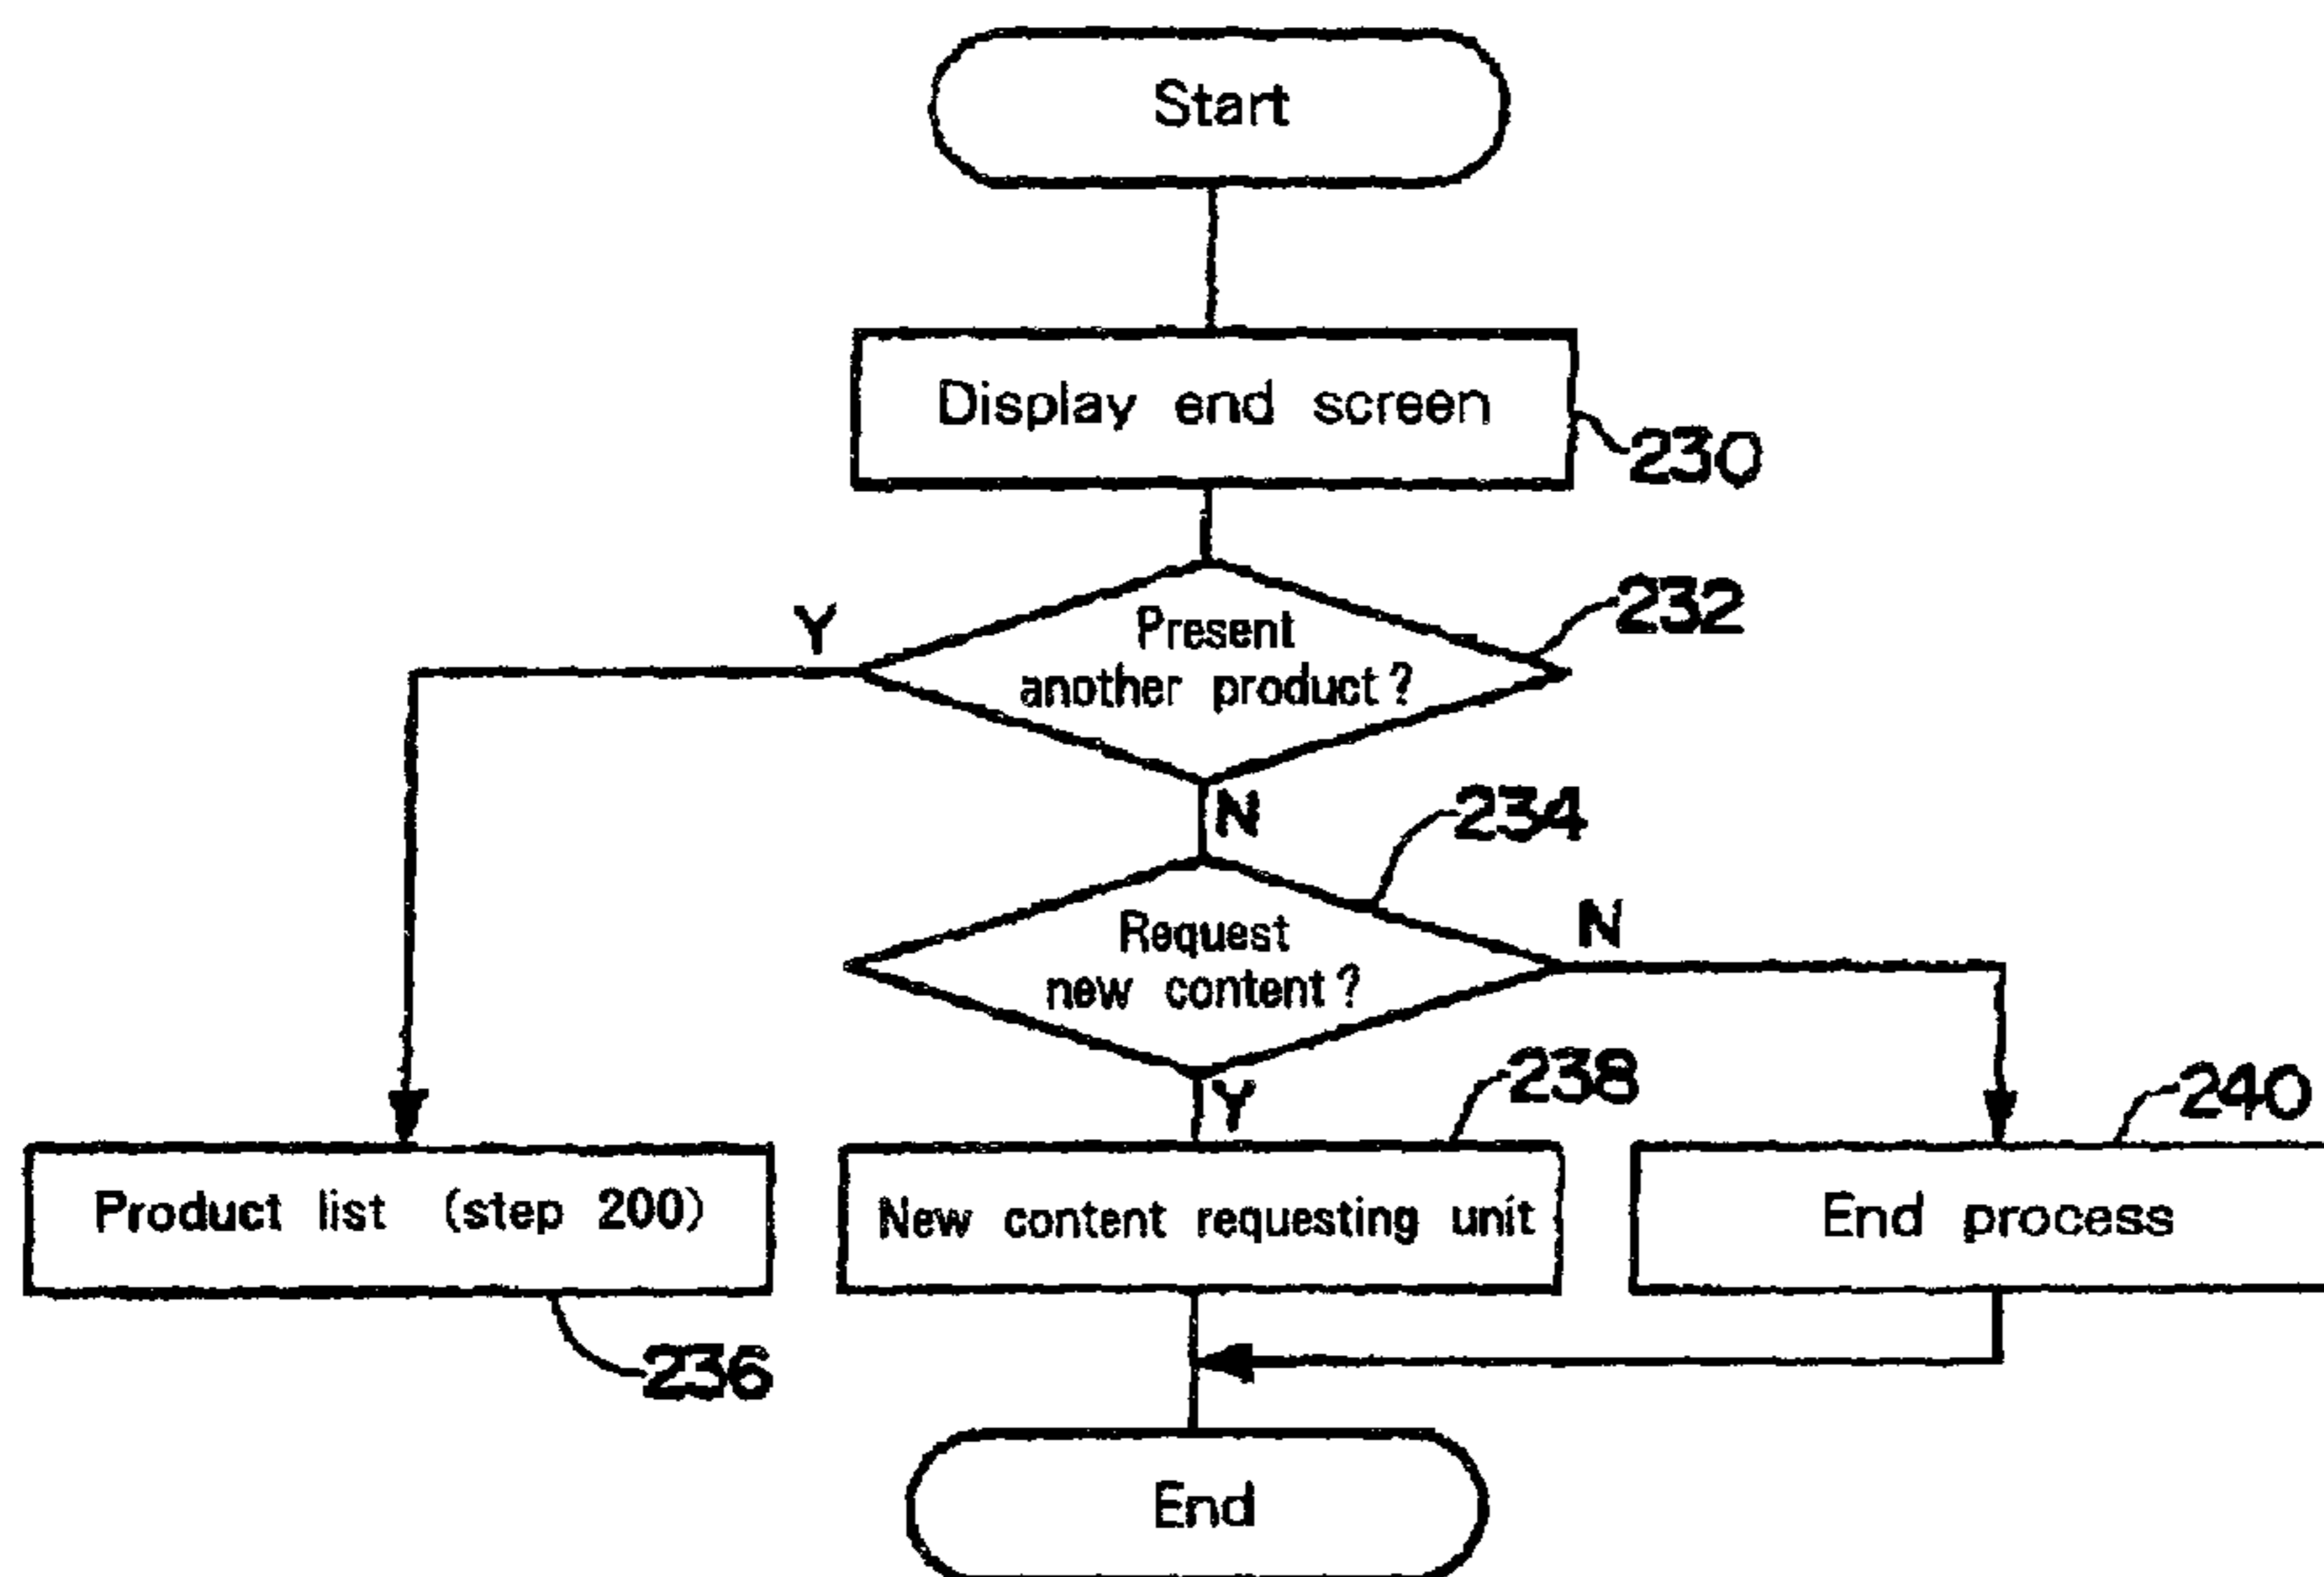 Start
Display end screen
230
Present
another product?
232
Y
N
234
Request
new content?
N
Y
238
240
Product list (step 200)
New content requesting unit
End process
236
End